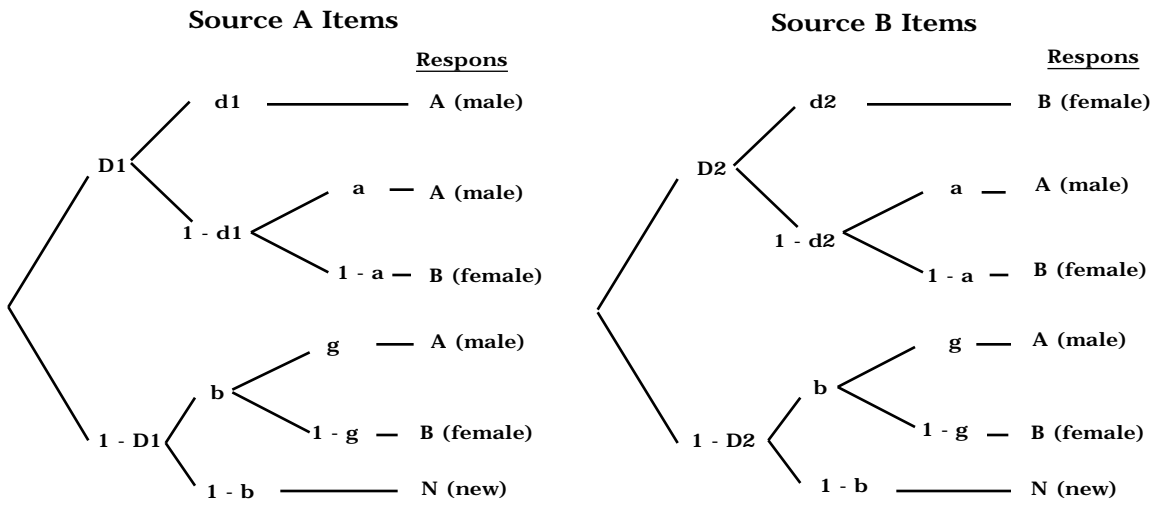 Source A Items
Respons
d1
A (male)
D1
a
A (male)
1 - d1
1 - a
B (female)
g
A (male)
b
1 - g
B (female)
1 - D1
1 - b
N (new)
Source B Items
Respons
d2
B (female)
D2
a
A (male)
1 - d2
1 - a
B (female)
g
A (male)
b
1 - g
B (female)
1 - D2
1 - b
N (new)